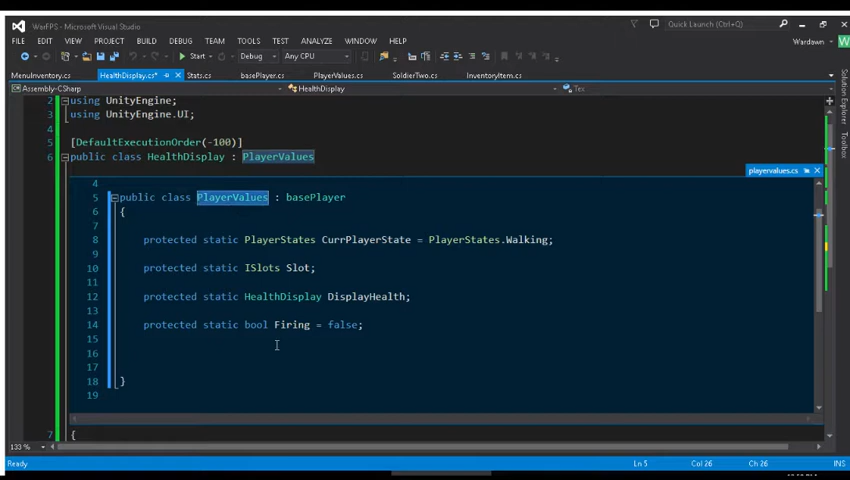 WarFPS - Microsoft Visual Studio
Quick Launch (Ctrl+Q)
FILE EDIT VIEW PROJECT BUILD DEBUG TEAM TOOLS TEST ANALYZE WINDOW HELP
Wardawn W
Start Debug Any CPU
MenuInventory.cs HealthDisplay.cs* Stats.cs basePlayer.cs PlayerValues.cs SoldierTwo.cs InventoryItem.cs
Assembly-CSharp HealthDisplay Tex
2 using UnityEngine;
3 using UnityEngine.UI;
4
5 [DefaultExecutionOrder(-100)]
6 public class HealthDisplay : PlayerValues
playervalues.cs
4
5 public class PlayerValues : basePlayer
6 {
7
8 protected static PlayerStates CurrPlayerState = PlayerStates.Walking;
9
10 protected static ISlots Slot;
11
12 protected static HealthDisplay DisplayHealth;
13
14 protected static bool Firing = false;
15
16
17
18 }
19
7 {
133 %
Ready Ln 5 Col 26 Ch 26 INS
Solution Explorer
Toolbox